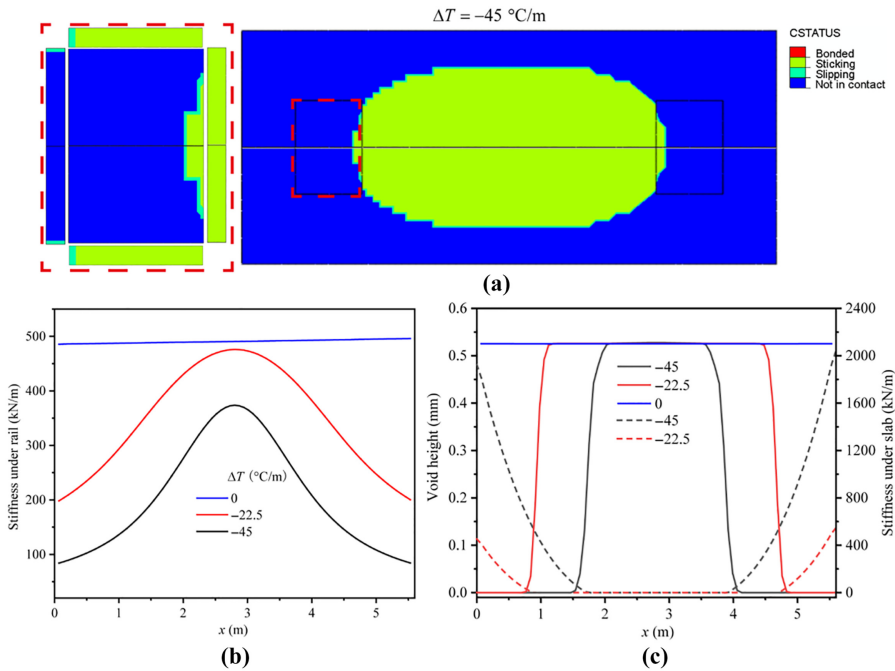 ΔT = −45 °C/m
CSTATUS
Bonded
Sticking
Slipping
Not in contact
(a)
500
400
300
200
100
0
1
2
3
4
5
Stiffness under rail (kN/m)
x (m)
ΔT (°C/m)
0
−22.5
−45
(b)
0.6
0.5
0.4
0.3
0.2
0.1
0.0
Void height (mm)
0
1
2
3
4
5
x (m)
−45
−22.5
0
−45
−22.5
2400
2000
1600
1200
800
400
0
Stiffness under slab (kN/m)
(c)